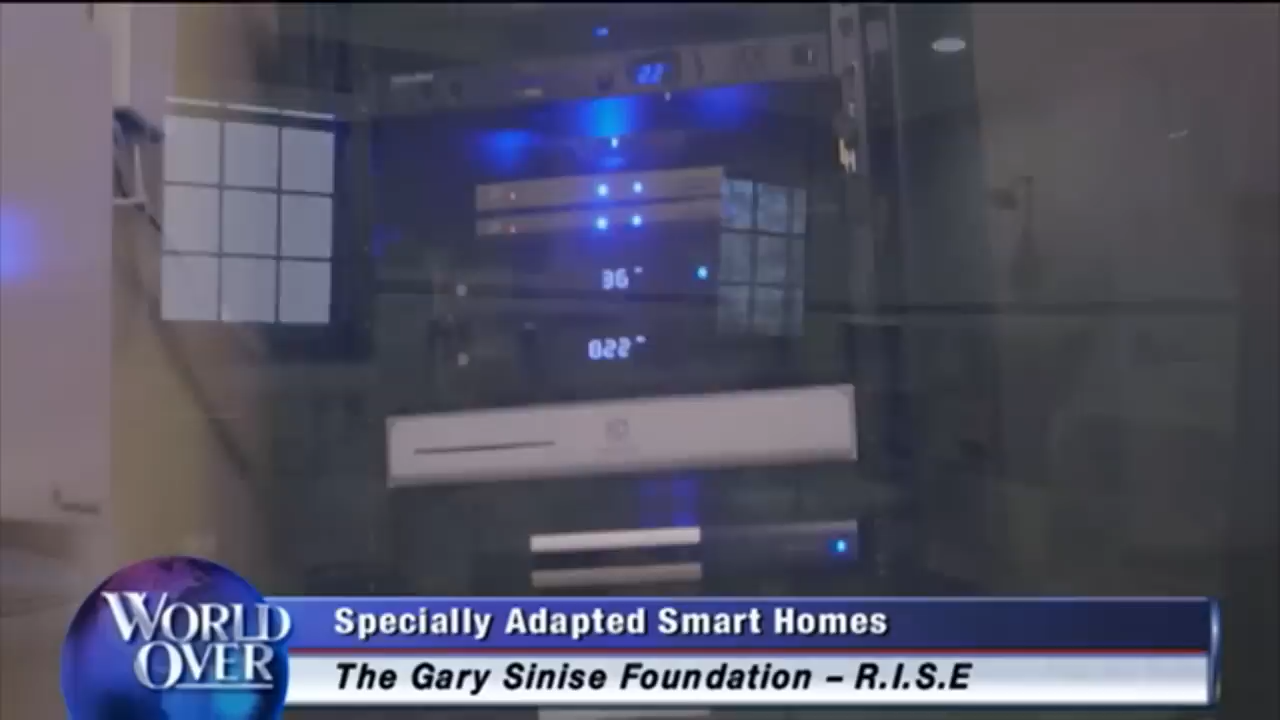 22
36
022
WORLD
OVER
Specially Adapted Smart Homes
The Gary Sinise Foundation – R.I.S.E